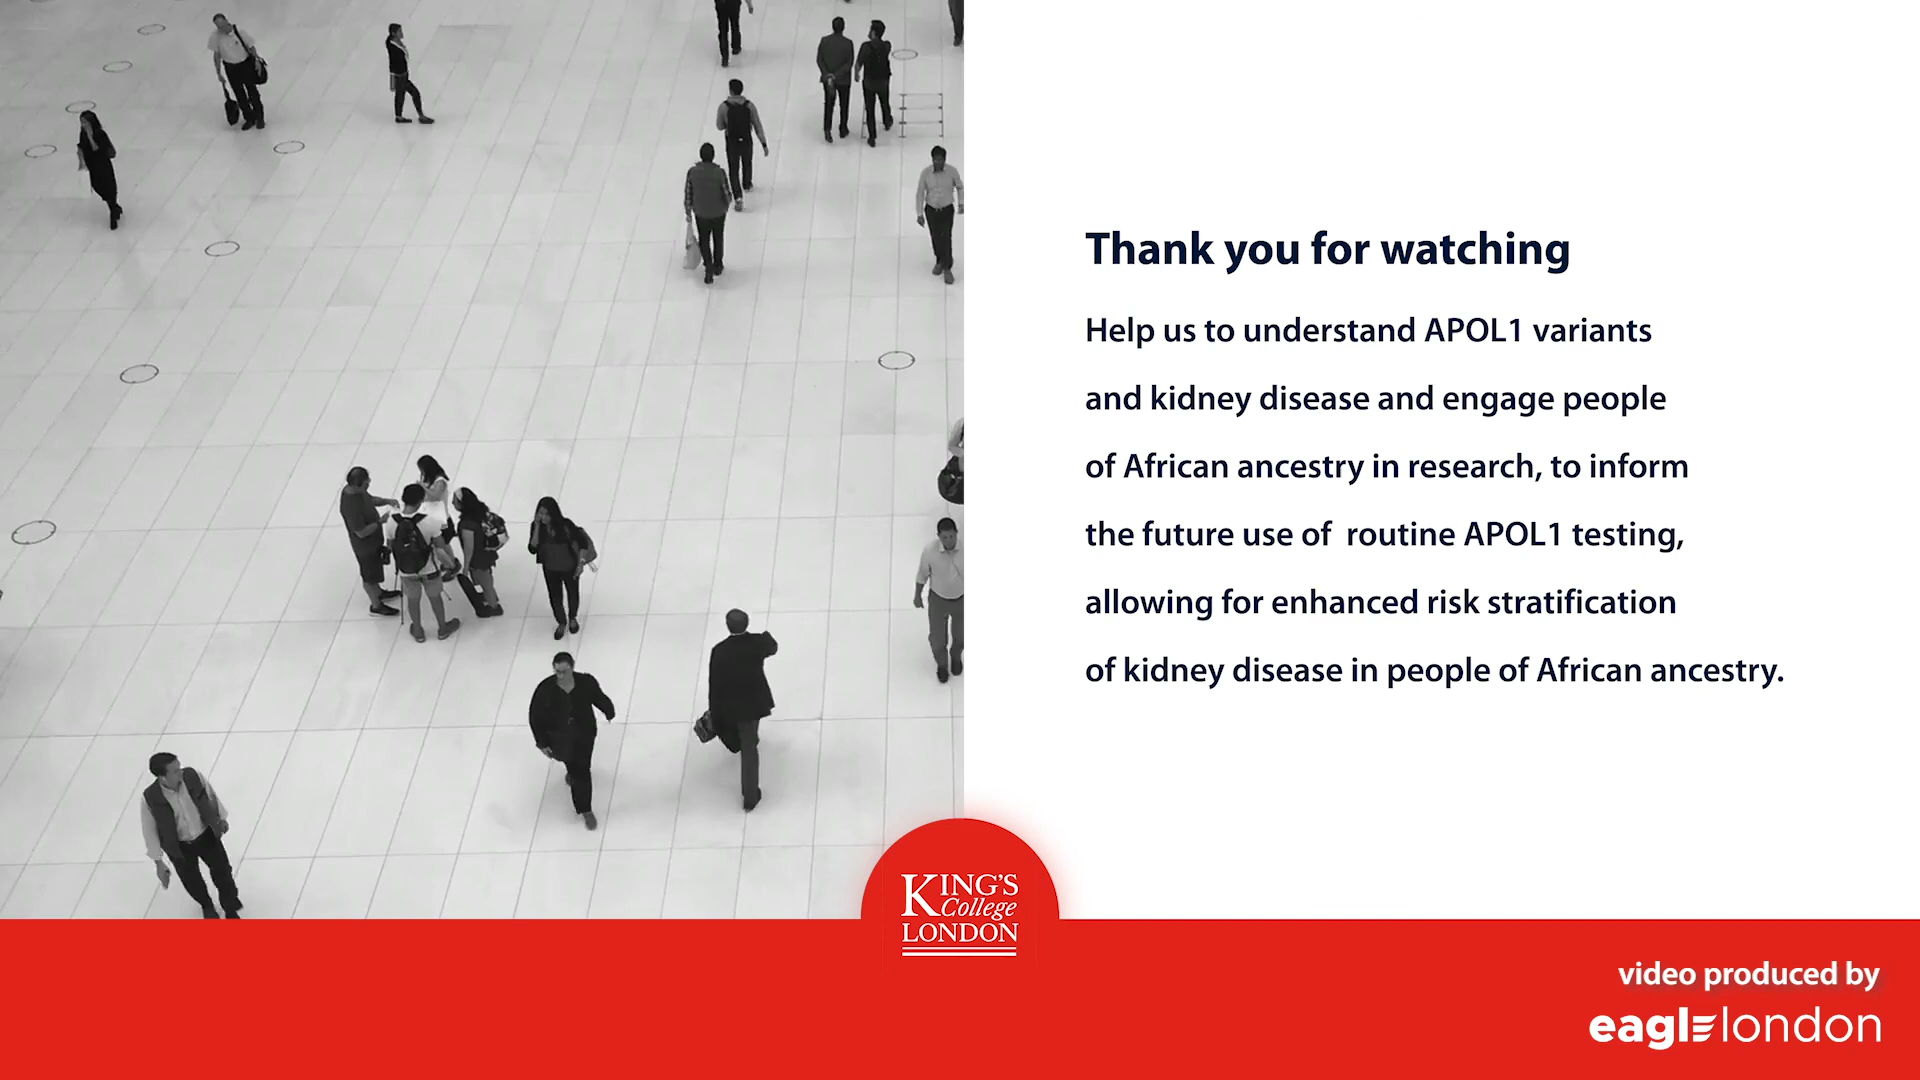 Thank you for watching
Help us to understand APOL1 variants
and kidney disease and engage people
of African ancestry in research, to inform
the future use of  routine APOL1 testing,
allowing for enhanced risk stratification
of kidney disease in people of African ancestry.
KING'S
College
LONDON
video produced by
eaglelondon